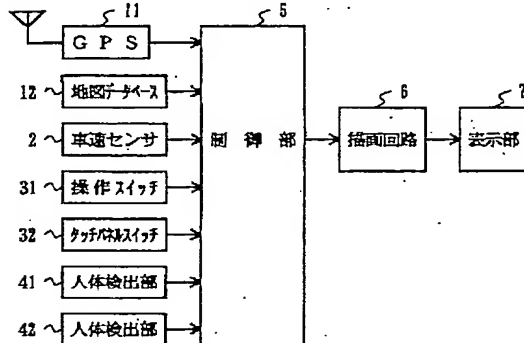 11
5
GPS
12 地図データベース
6
7
2 車速センサ
制御部
描画回路
表示部
31 操作スイッチ
32 タッチパネルスイッチ
41 人体検出部
42 人体検出部